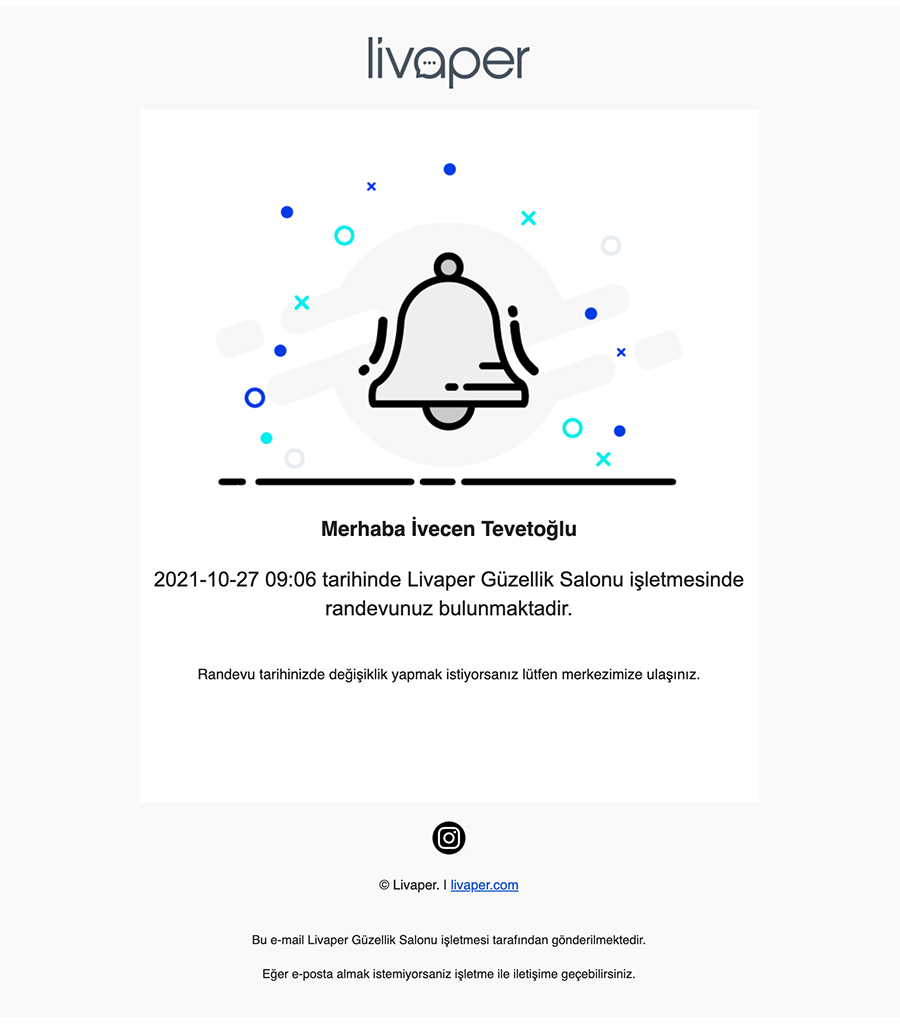 livaper
Merhaba İvecen Tevetoğlu
2021-10-27 09:06 tarihinde Livaper Güzellik Salonu işletmesinde
randevunuz bulunmaktadir.
Randevu tarihinizde değişiklik yapmak istiyorsanız lütfen merkezimize ulaşınız.
© Livaper. | livaper.com
Bu e-mail Livaper Güzellik Salonu işletmesi tarafından gönderilmektedir.
Eğer e-posta almak istemiyorsaniz işletme ile iletişime geçebilirsiniz.